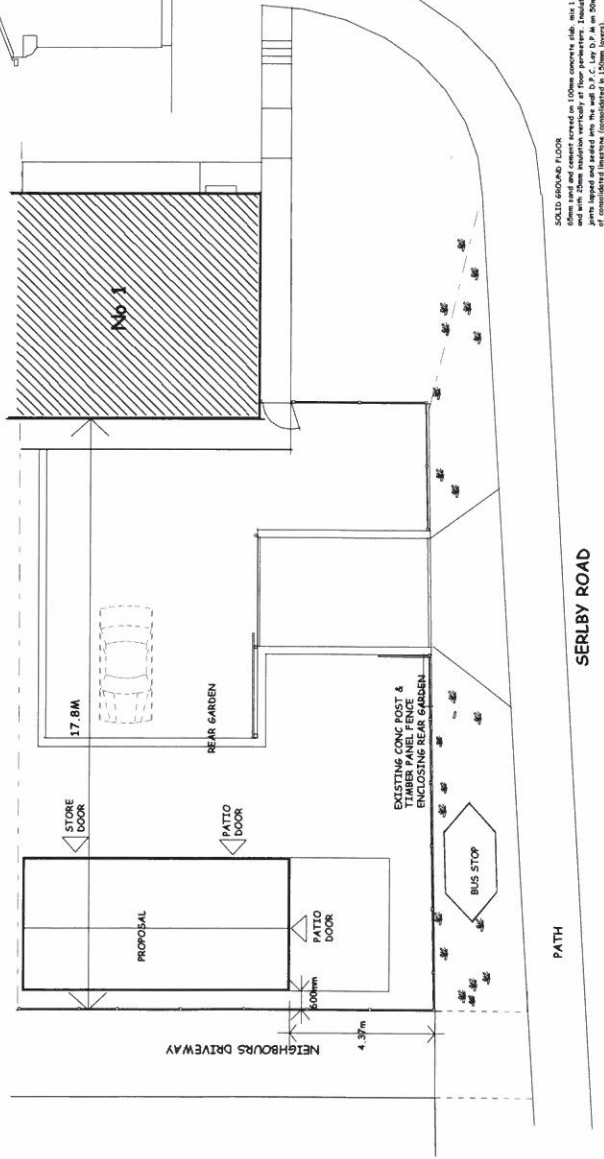 No 1
17.8M
STORE
DOOR
REAR GARDEN
PATIO
DOOR
PROPOSAL
PATIO
DOOR
600mm
NEIGHBOURS DRIVEWAY
4.37m
EXISTING CONC POST &
TIMBER PANEL FENCE
ENCLOSING REAR GARDEN
BUS STOP
PATH
SERLBY ROAD
SOLID GROUND FLOOR
65mm sand and cement screed on 100mm concrete slab. mix 1
and with 25mm insulation vertically at floor perimeters. Insulat
joints lapped and sealed into the wall D.P.C. Lay D.P.M on 50m
of consolidated limestone (consolidated in 150mm layers)